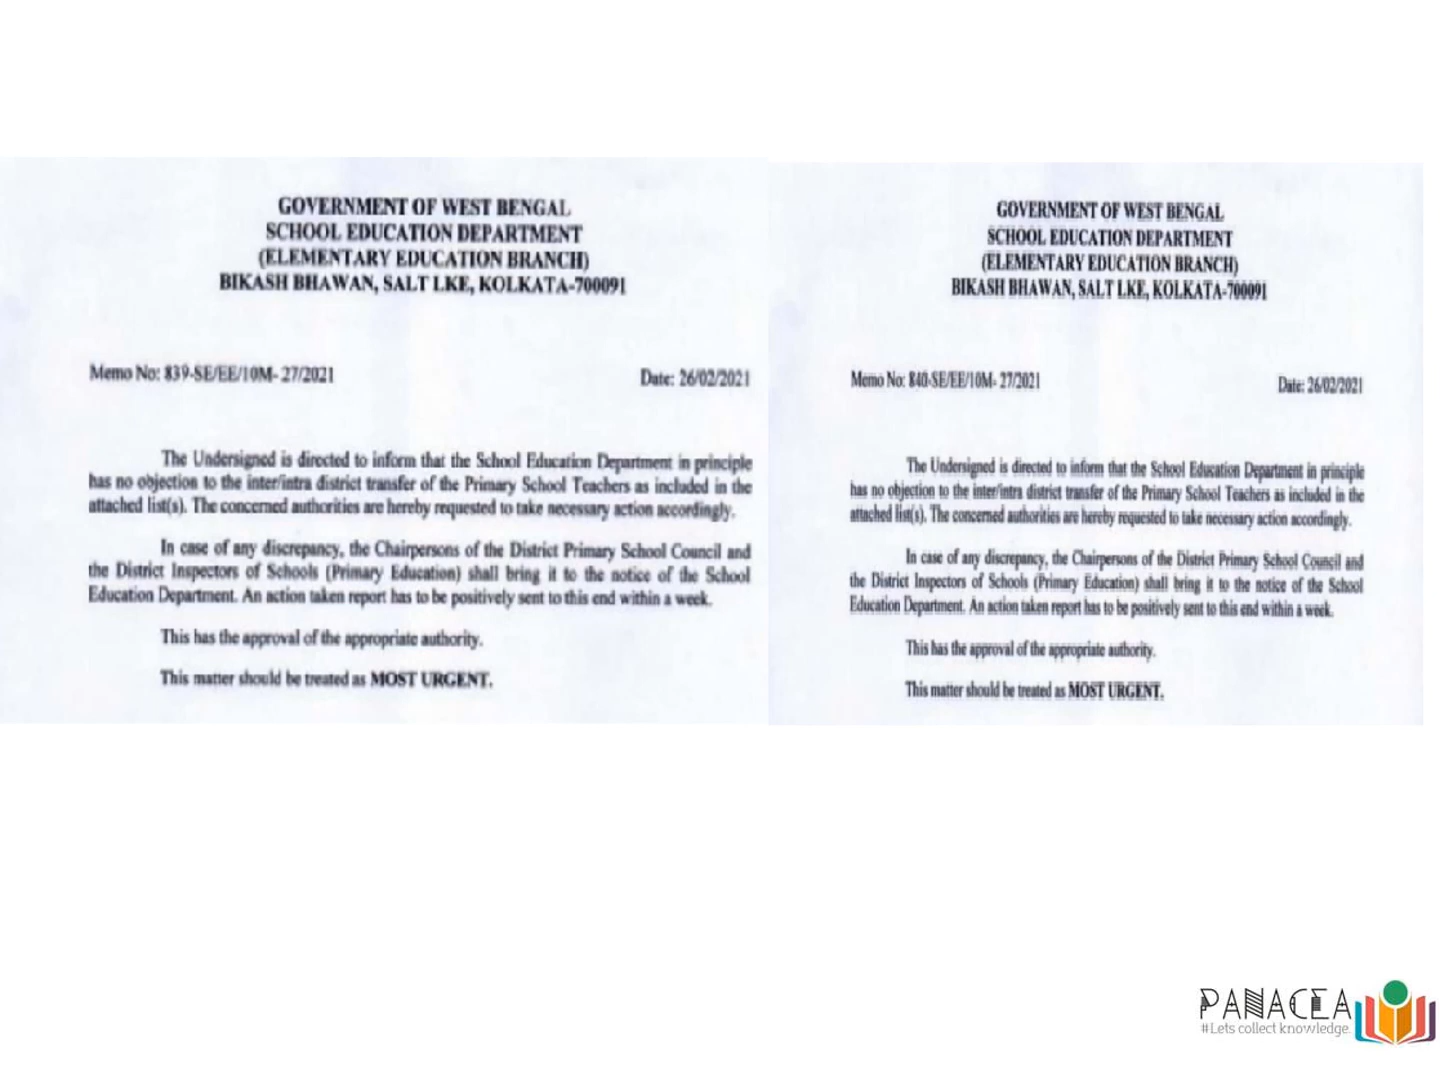 GOVERNMENT OF WEST BENGAL
SCHOOL EDUCATION DEPARTMENT
(ELEMENTARY EDUCATION BRANCH)
BIKASH BHAWAN, SALT LKE, KOLKATA-700091
Memo No: 839-SE/EE/10M- 27/2021
Date: 26/02/2021
The Undersigned is directed to inform that the School Education Department in principle
has no objection to the inter/intra district transfer of the Primary School Teachers as included in the
attached list(s). The concerned authorities are hereby requested to take necessary action accordingly.
In case of any discrepancy, the Chairpersons of the District Primary School Council and
the District Inspectors of Schools (Primary Education) shall bring it to the notice of the School
Education Department. An action taken report has to be positively sent to this end within a week.
This has the approval of the appropriate authority.
This matter should be treated as MOST URGENT.
GOVERNMENT OF WEST BENGAL
SCHOOL EDUCATION DEPARTMENT
(ELEMENTARY EDUCATION BRANCH)
BIKASH BHAWAN, SALT LKE, KOLKATA-700091
Memo No: 840-SE/EE/10M- 27/2021
Date: 26/02/2021
The Undersigned is directed to inform that the School Education Department in principle
has no objection to the inter/intra district transfer of the Primary School Teachers as included in the
attached list(s). The concerned authorities are hereby requested to take necessary action accordingly.
In case of any discrepancy, the Chairpersons of the District Primary School Council and
the District Inspectors of Schools (Primary Education) shall bring it to the notice of the School
Education Department. An action taken report has to be positively sent to this end within a week.
This has the approval of the appropriate authority.
This matter should be treated as MOST URGENT.
PANACEA
#Lets collect knowledge.